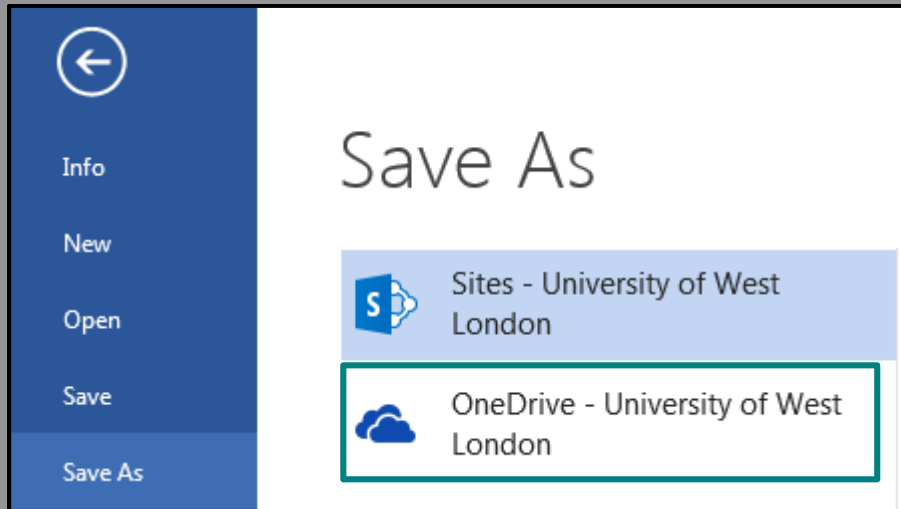 Info
New
Open
Save
Save As
Save As
S
Sites - University of West
London
OneDrive - University of West
London